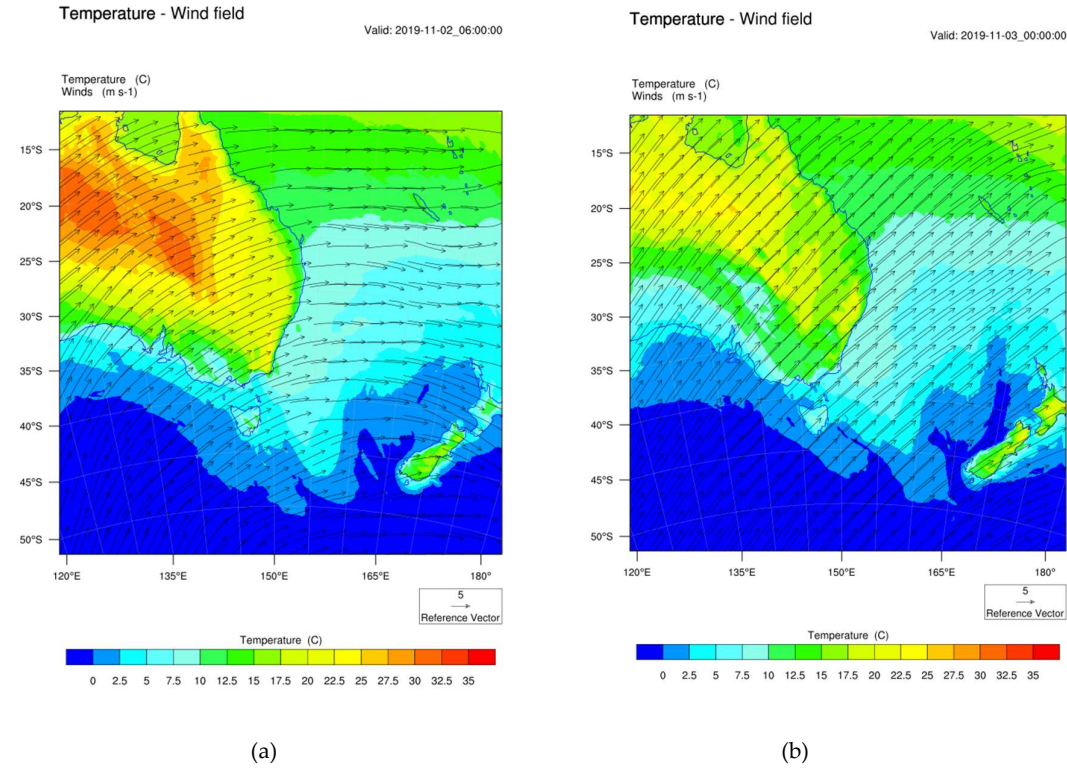 Temperature - Wind field
Valid: 2019-11-02_06:00:00
Temperature (C)
Winds (m s-1)
15°S
20°S
25°S
30°S
35°S
40°S
45°S
50°S
120°E 135°E 150°E 165°E 180°
5
Reference Vector
Temperature (C)
0 2.5 5 7.5 10 12.5 15 17.5 20 22.5 25 27.5 30 32.5 35
(a)
Temperature - Wind field
Valid: 2019-11-03_00:00:00
Temperature (C)
Winds (m s-1)
15°S
20°S
25°S
30°S
35°S
40°S
45°S
50°S
120°E 135°E 150°E 165°E 180°
5
Reference Vector
Temperature (C)
0 2.5 5 7.5 10 12.5 15 17.5 20 22.5 25 27.5 30 32.5 35
(b)